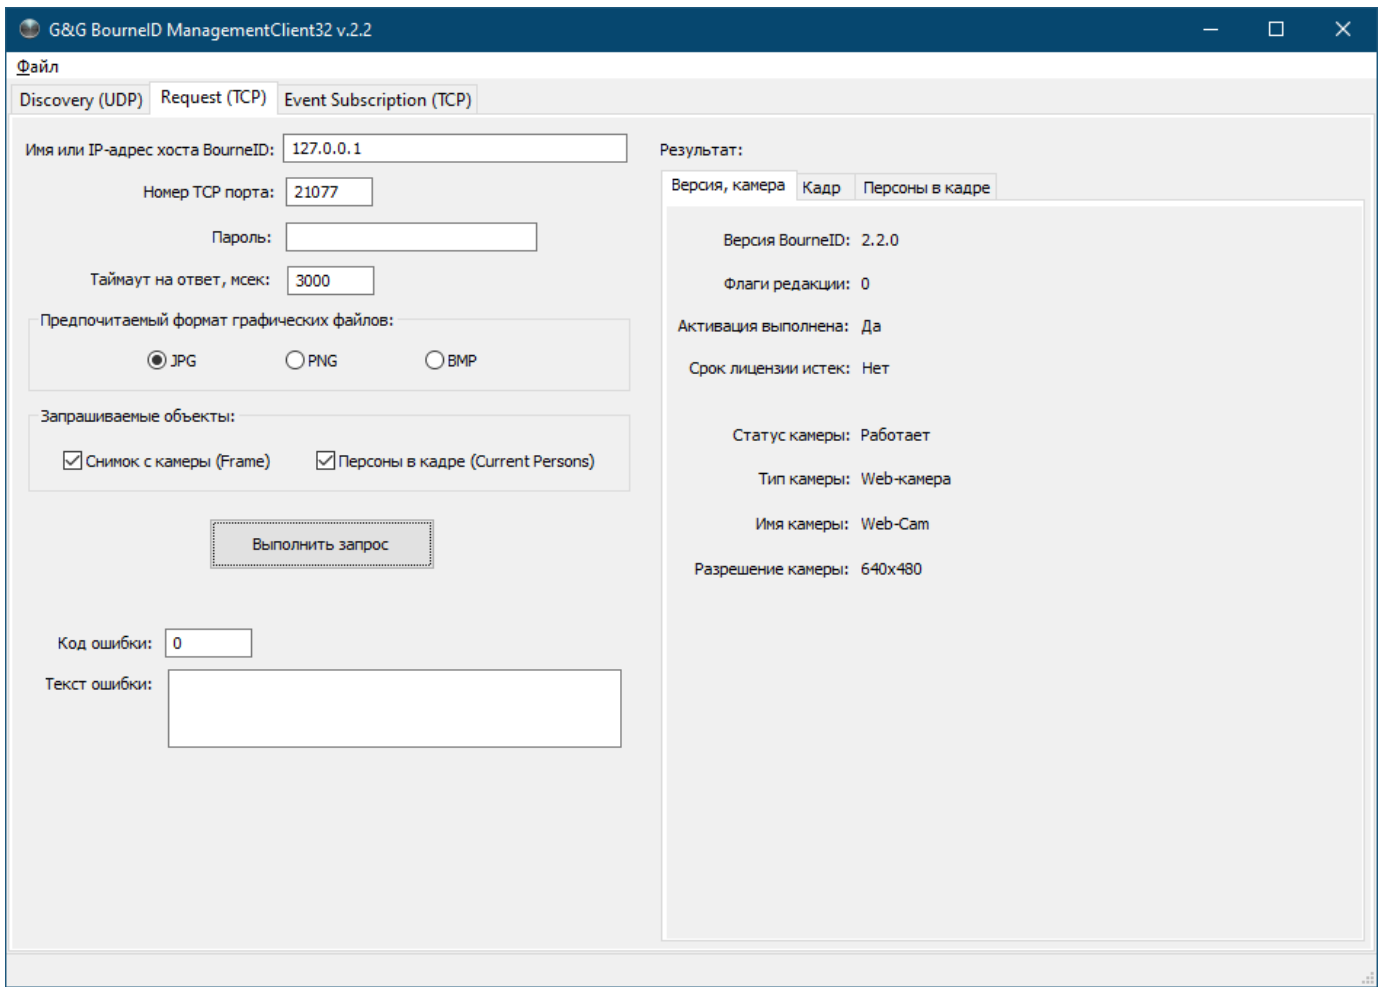 G&G BourneID ManagementClient32 v.2.2
Файл
Discovery (UDP) Request (TCP) Event Subscription (TCP)
Имя или IP-адрес хоста BourneID: 127.0.0.1
Номер TCP порта: 21077
Пароль:
Таймаут на ответ, мсек: 3000
Предпочитаемый формат графических файлов:
JPG PNG BMP
Запрашиваемые объекты:
Снимок с камеры (Frame) Персоны в кадре (Current Persons)
Выполнить запрос
Код ошибки: 0
Текст ошибки:
Результат:
Версия, камера Кадр Персоны в кадре
Версия BourneID: 2.2.0
Флаги редакции: 0
Активация выполнена: Да
Срок лицензии истек: Нет
Статус камеры: Работает
Тип камеры: Web-камера
Имя камеры: Web-Cam
Разрешение камеры: 640x480